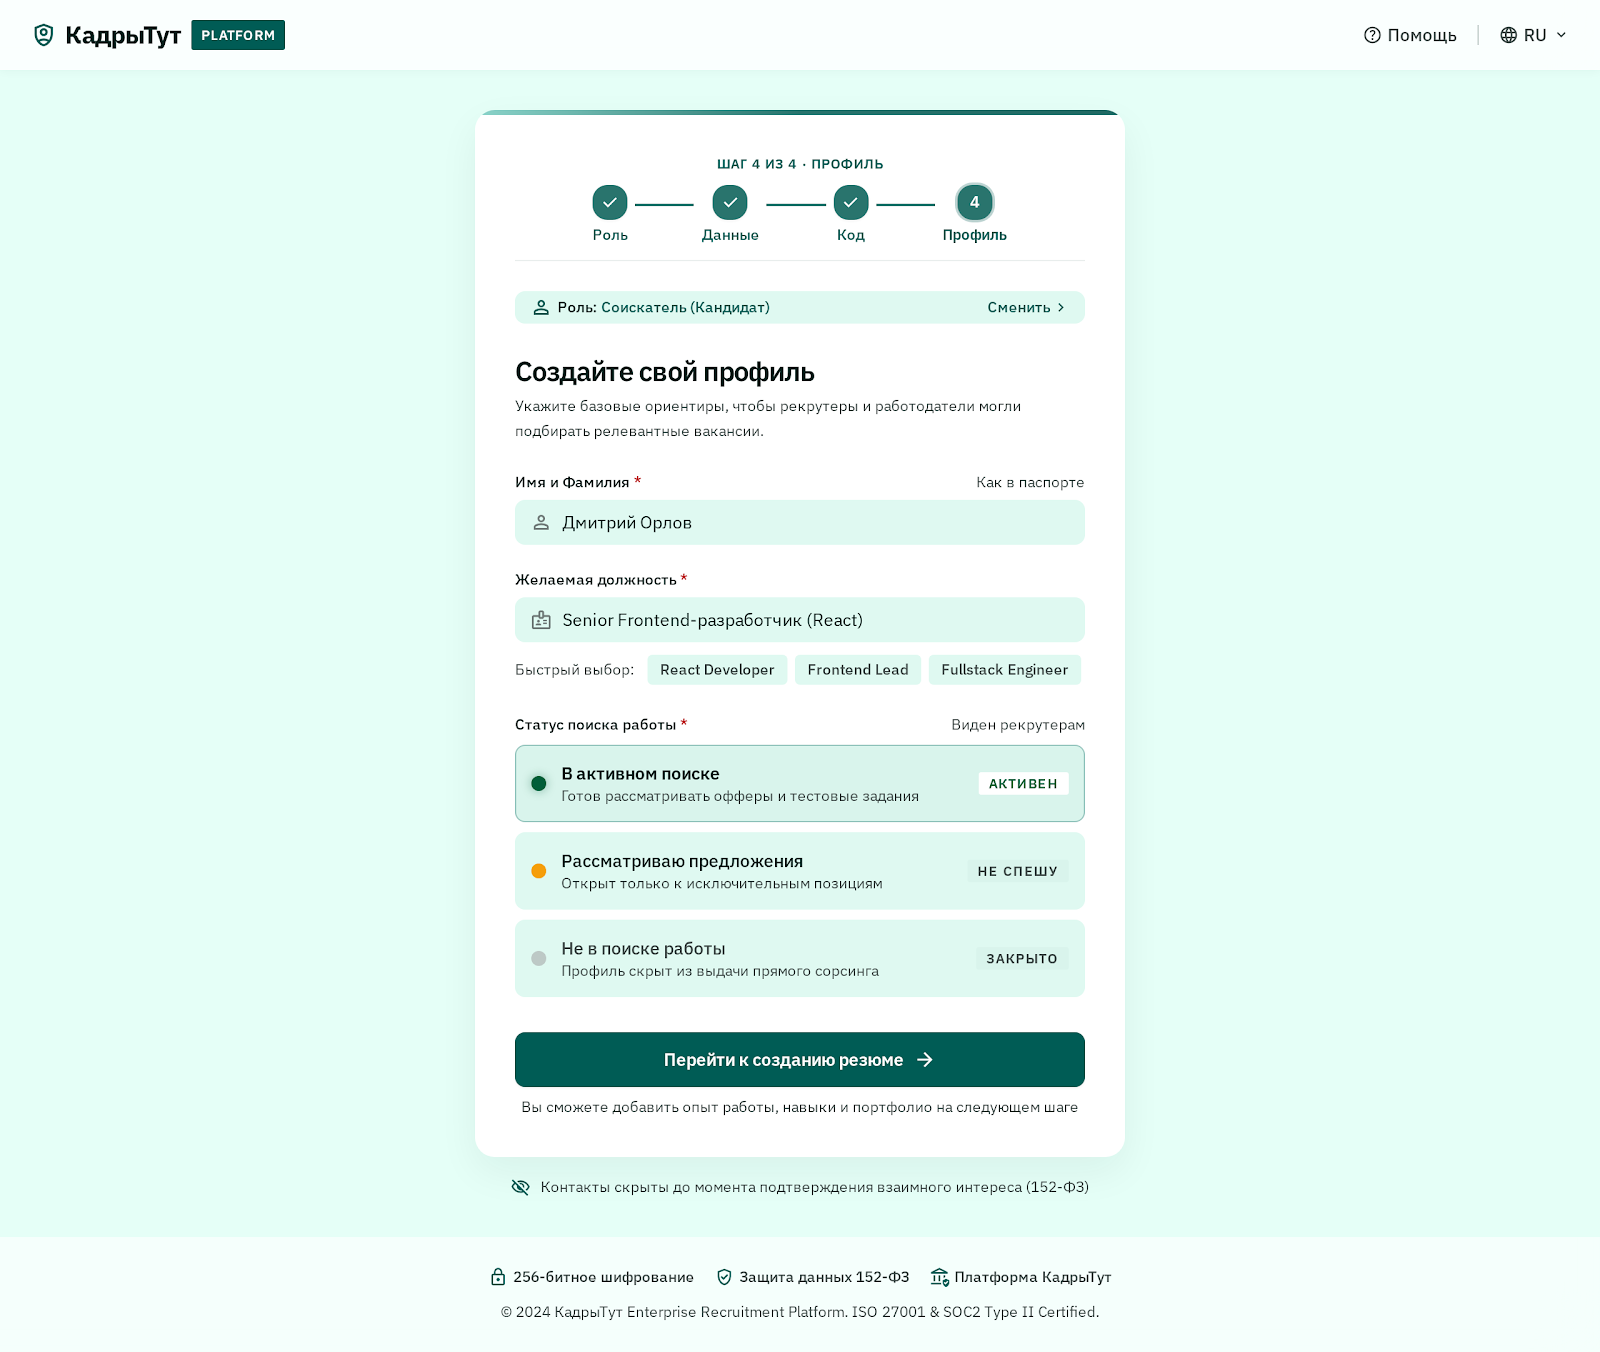 КадрыТут PLATFORM
Помощь
RU
ШАГ 4 ИЗ 4 · ПРОФИЛЬ
4
Роль
Данные
Код
Профиль
Роль: Соискатель (Кандидат)
Сменить
Создайте свой профиль
Укажите базовые ориентиры, чтобы рекрутеры и работодатели могли
подбирать релевантные вакансии.
Имя и Фамилия *
Как в паспорте
Дмитрий Орлов
Желаемая должность *
Senior Frontend-разработчик (React)
Быстрый выбор:
React Developer
Frontend Lead
Fullstack Engineer
Статус поиска работы *
Виден рекрутерам
В активном поиске
Готов рассматривать офферы и тестовые задания
АКТИВЕН
Рассматриваю предложения
Открыт только к исключительным позициям
НЕ СПЕШУ
Не в поиске работы
Профиль скрыт из выдачи прямого сорсинга
ЗАКРЫТО
Перейти к созданию резюме
Вы сможете добавить опыт работы, навыки и портфолио на следующем шаге
Контакты скрыты до момента подтверждения взаимного интереса (152-ФЗ)
256-битное шифрование
Защита данных 152-ФЗ
Платформа КадрыТут
© 2024 КадрыТут Enterprise Recruitment Platform. ISO 27001 & SOC2 Type II Certified.